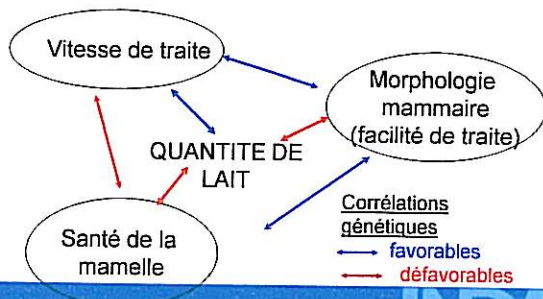 Vitesse de traite
Morphologie
mammaire
(facilité de traite)
QUANTITE DE
LAIT
Santé de la
mamelle
Corrélations
génétiques
favorables
défavorables